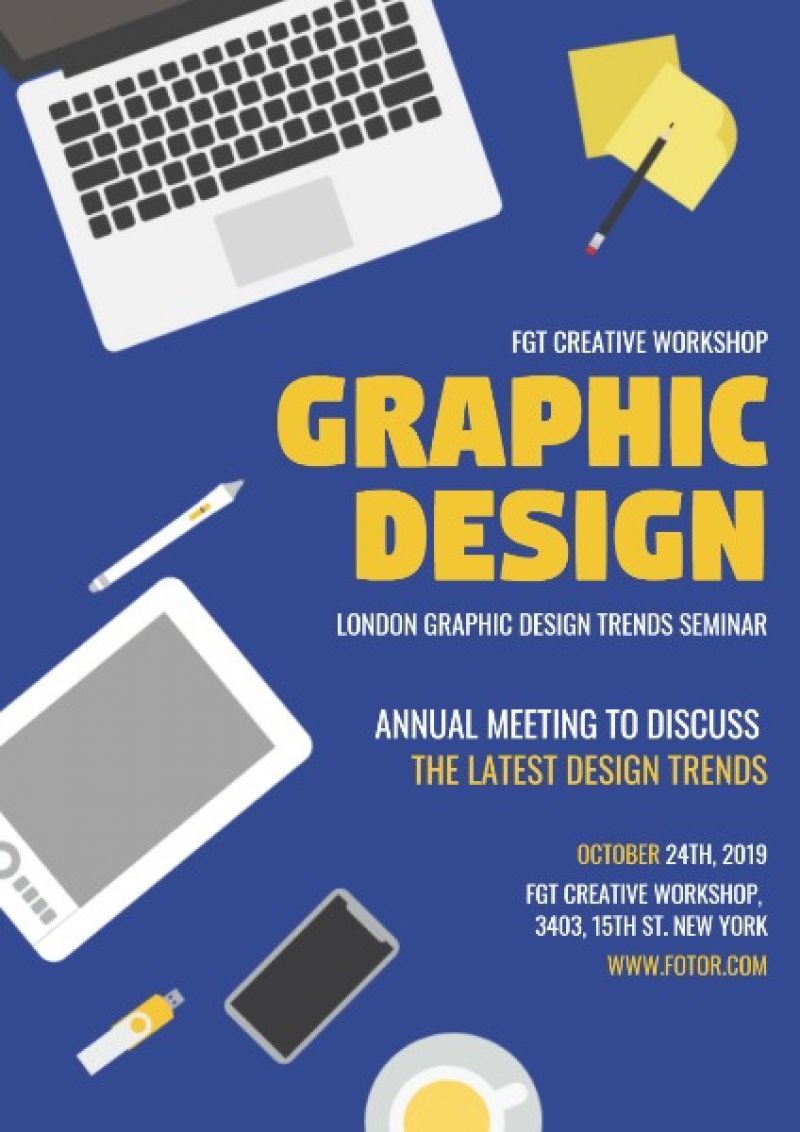 FGT CREATIVE WORKSHOP
GRAPHIC
DESIGN
LONDON GRAPHIC DESIGN TRENDS SEMINAR
ANNUAL MEETING TO DISCUSS
THE LATEST DESIGN TRENDS
OCTOBER 24TH, 2019
FGT CREATIVE WORKSHOP,
3403, 15TH ST. NEW YORK
WWW.FOTOR.COM